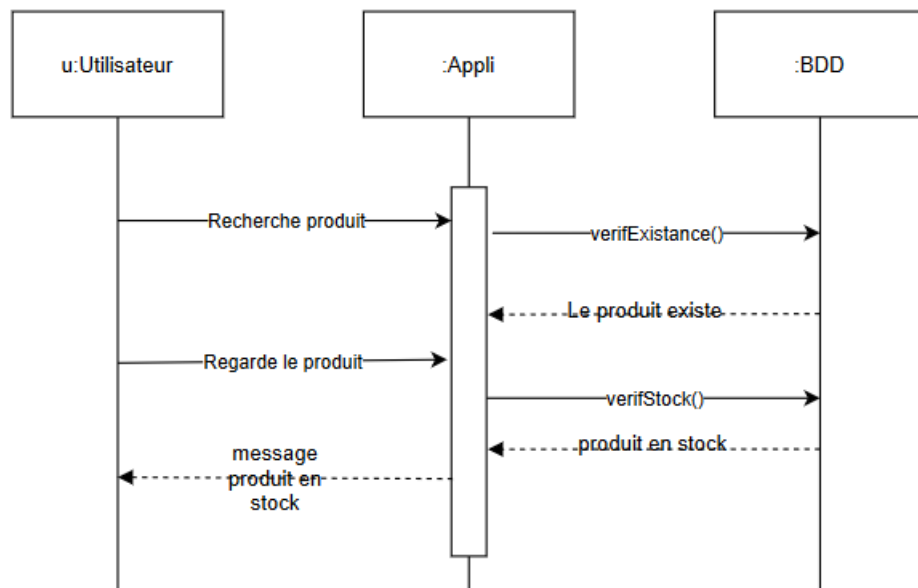 u:Utilisateur
:Appli
:BDD
Recherche produit
verifExistance()
Le produit existe
Regarde le produit
verifStock()
produit en stock
message
produit en
stock